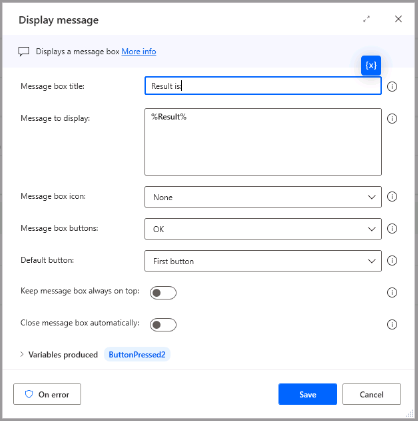 Display message
Displays a message box More info
{x}
Message box title:
Result is:
Message to display:
%Result%
Message box icon:
None
Message box buttons:
OK
Default button:
First button
Keep message box always on top:
Close message box automatically:
Variables produced ButtonPressed2
On error
Save
Cancel